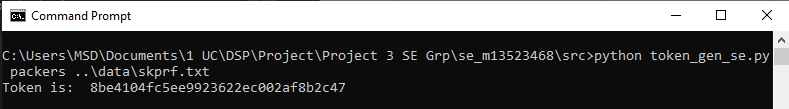 Command Prompt
C:\Users\MSD\Documents\1 UC\DSP\Project\Project 3 SE Grp\se_m13523468\src>python token_gen_se.py
packers ..\data\skprf.txt
Token is:  8be4104fc5ee9923622ec002af8b2c47